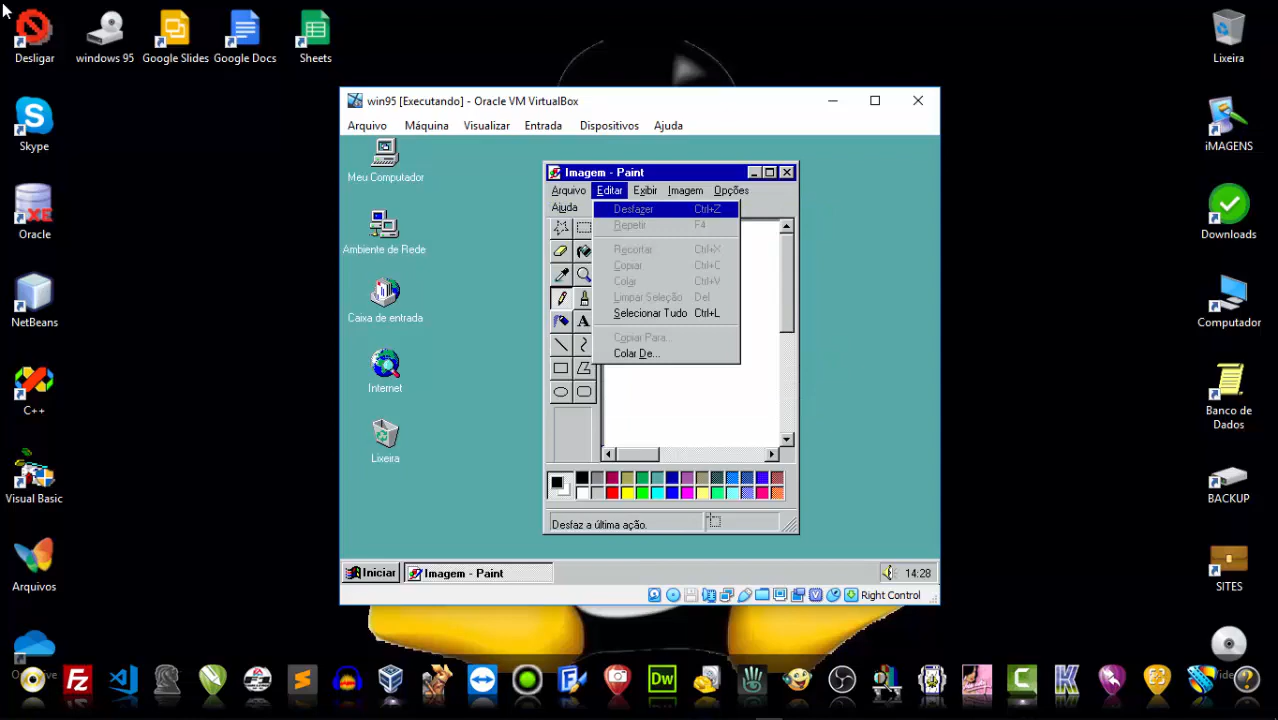 Desligar
windows 95
Google Slides
Google Docs
Sheets
Lixeira
Skype
iMAGENS
Oracle
Downloads
NetBeans
Computador
C++
Banco de
Dados
Visual Basic
BACKUP
Arquivos
SITES
win95 [Executando] - Oracle VM VirtualBox
Arquivo Máquina Visualizar Entrada Dispositivos Ajuda
Meu Computador
Ambiente de Rede
Caixa de entrada
Internet
Lixeira
Imagem - Paint
Arquivo Editar Exibir Imagem Opções
Ajuda
Desfazer Ctrl+Z
Repetir F4
Recortar Ctrl+X
Copiar Ctrl+C
Colar Ctrl+V
Limpar Seleção Del
Selecionar Tudo Ctrl+L
Copiar Para...
Colar De...
A
Desfaz a última ação.
Iniciar
Imagem - Paint
14:28
Right Control
Dw